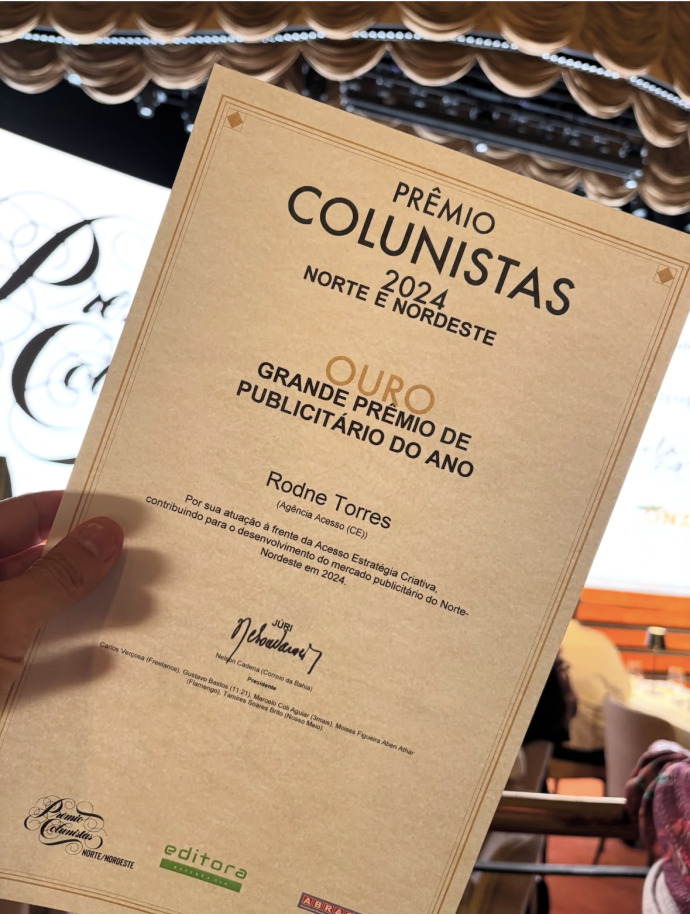 PRÊMIO
COLUNISTAS
2024
NORTE E NORDESTE
OURO
GRANDE PRÊMIO DE
PUBLICITÁRIO DO ANO
Rodne Torres
(Agência Acesso (CE))
Por sua atuação à frente da Acesso Estratégia Criativa,
contribuindo para o desenvolvimento do mercado publicitário do Norte-
Nordeste em 2024.
JÚRI
Nelson Cadena (Correio da Bahia)
Presidente
Carlos Verçosa (Freelance), Gustavo Bastos (11:21), Marcelo Coli Aguiar (3mais), Moises Figueira Aben Athar
(Flamengo), Tamires Soares Brito (Nosso Meio)
Prêmio
Colunistas
NORTE/NORDESTE
editora